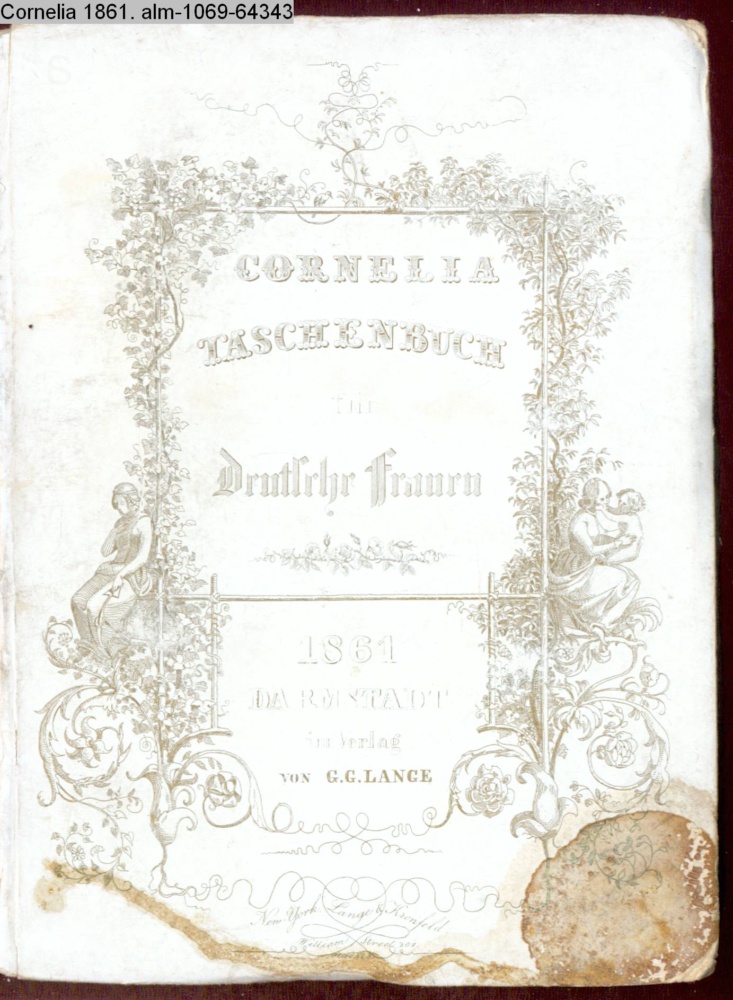 Cornelia 1861. alm-1069-64343
CORNELIA
TASCHENBUCH
für
Deutsche Frauen
1861
DARMSTADT
im Verlag
VON G.G. LANGE
New York Lange & Kronfeld
William Street